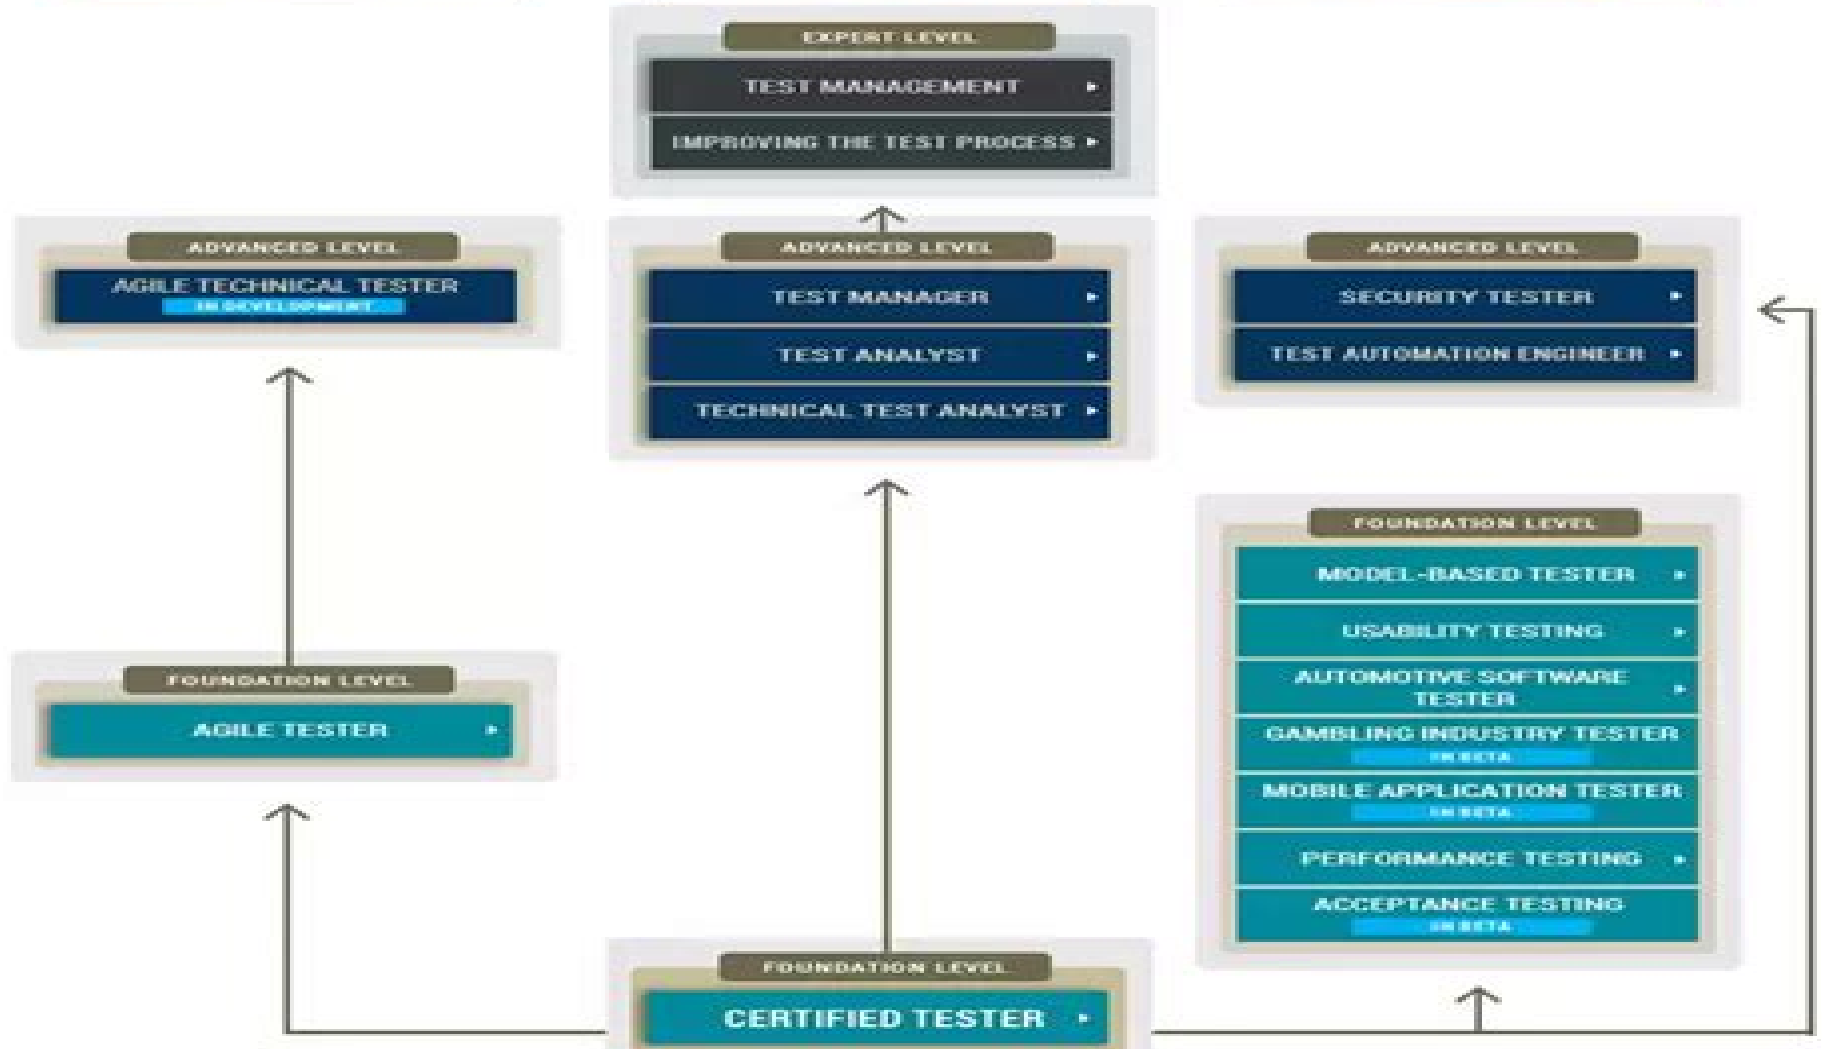 EXPERT LEVEL
TEST MANAGEMENT
IMPROVING THE TEST PROCESS
ADVANCED LEVEL
AGILE TECHNICAL TESTER
IN DEVELOPMENT
ADVANCED LEVEL
TEST MANAGER
TEST ANALYST
TECHNICAL TEST ANALYST
ADVANCED LEVEL
SECURITY TESTER
TEST AUTOMATION ENGINEER
FOUNDATION LEVEL
AGILE TESTER
FOUNDATION LEVEL
MODEL-BASED TESTER
USABILITY TESTING
AUTOMOTIVE SOFTWARE
TESTER
GAMBLING INDUSTRY TESTER
IN BETA
MOBILE APPLICATION TESTER
IN BETA
PERFORMANCE TESTING
ACCEPTANCE TESTING
IN BETA
FOUNDATION LEVEL
CERTIFIED TESTER